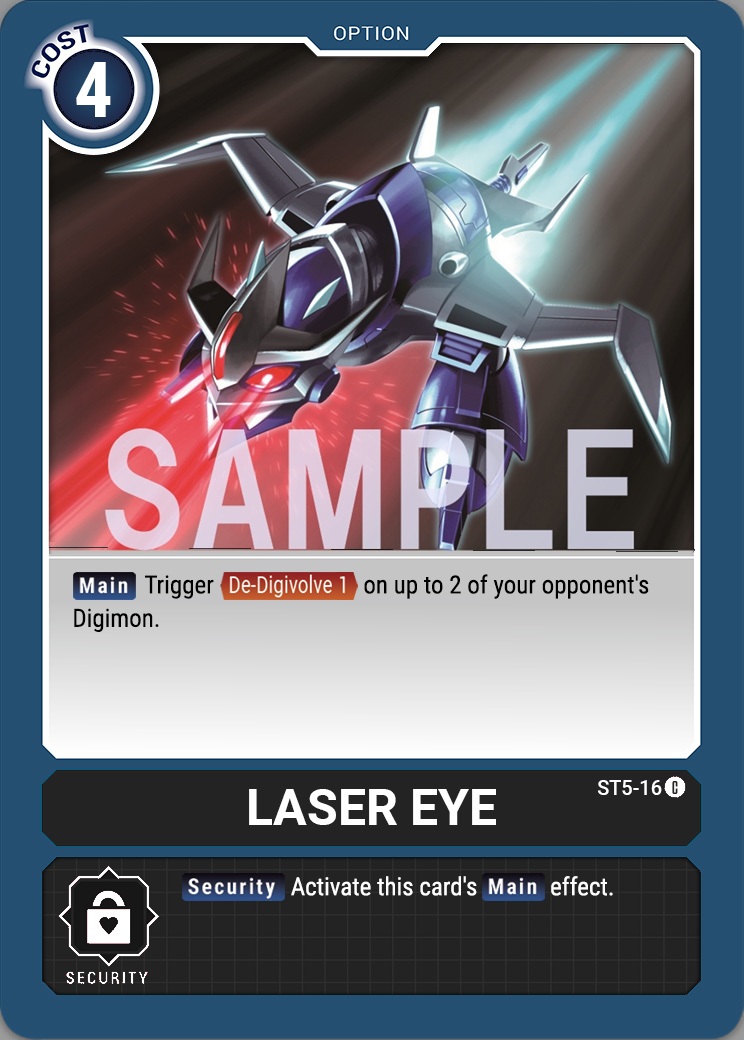 OPTION
COST
4
SAMPLE
Main Trigger De-Digivolve 1 on up to 2 of your opponent's
Digimon.
ST5-16 C
LASER EYE
Security Activate this card's Main effect.
SECURITY